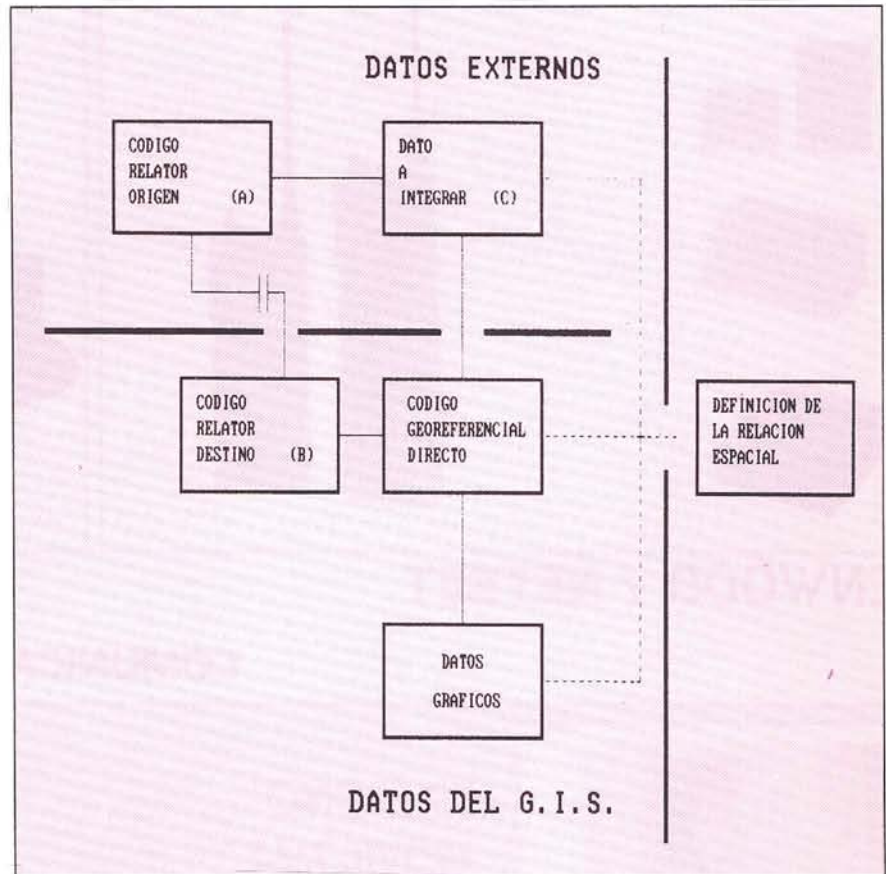 DATOS EXTERNOS
CODIGO
RELATOR
ORIGEN (A)
DATO
A
INTEGRAR (C)
CODIGO
RELATOR
DESTINO (B)
CODIGO
GEOREFERENCIAL
DIRECTO
DEFINICION DE
LA RELACION
ESPACIAL
DATOS
GRAFICOS
DATOS DEL G.I.S.